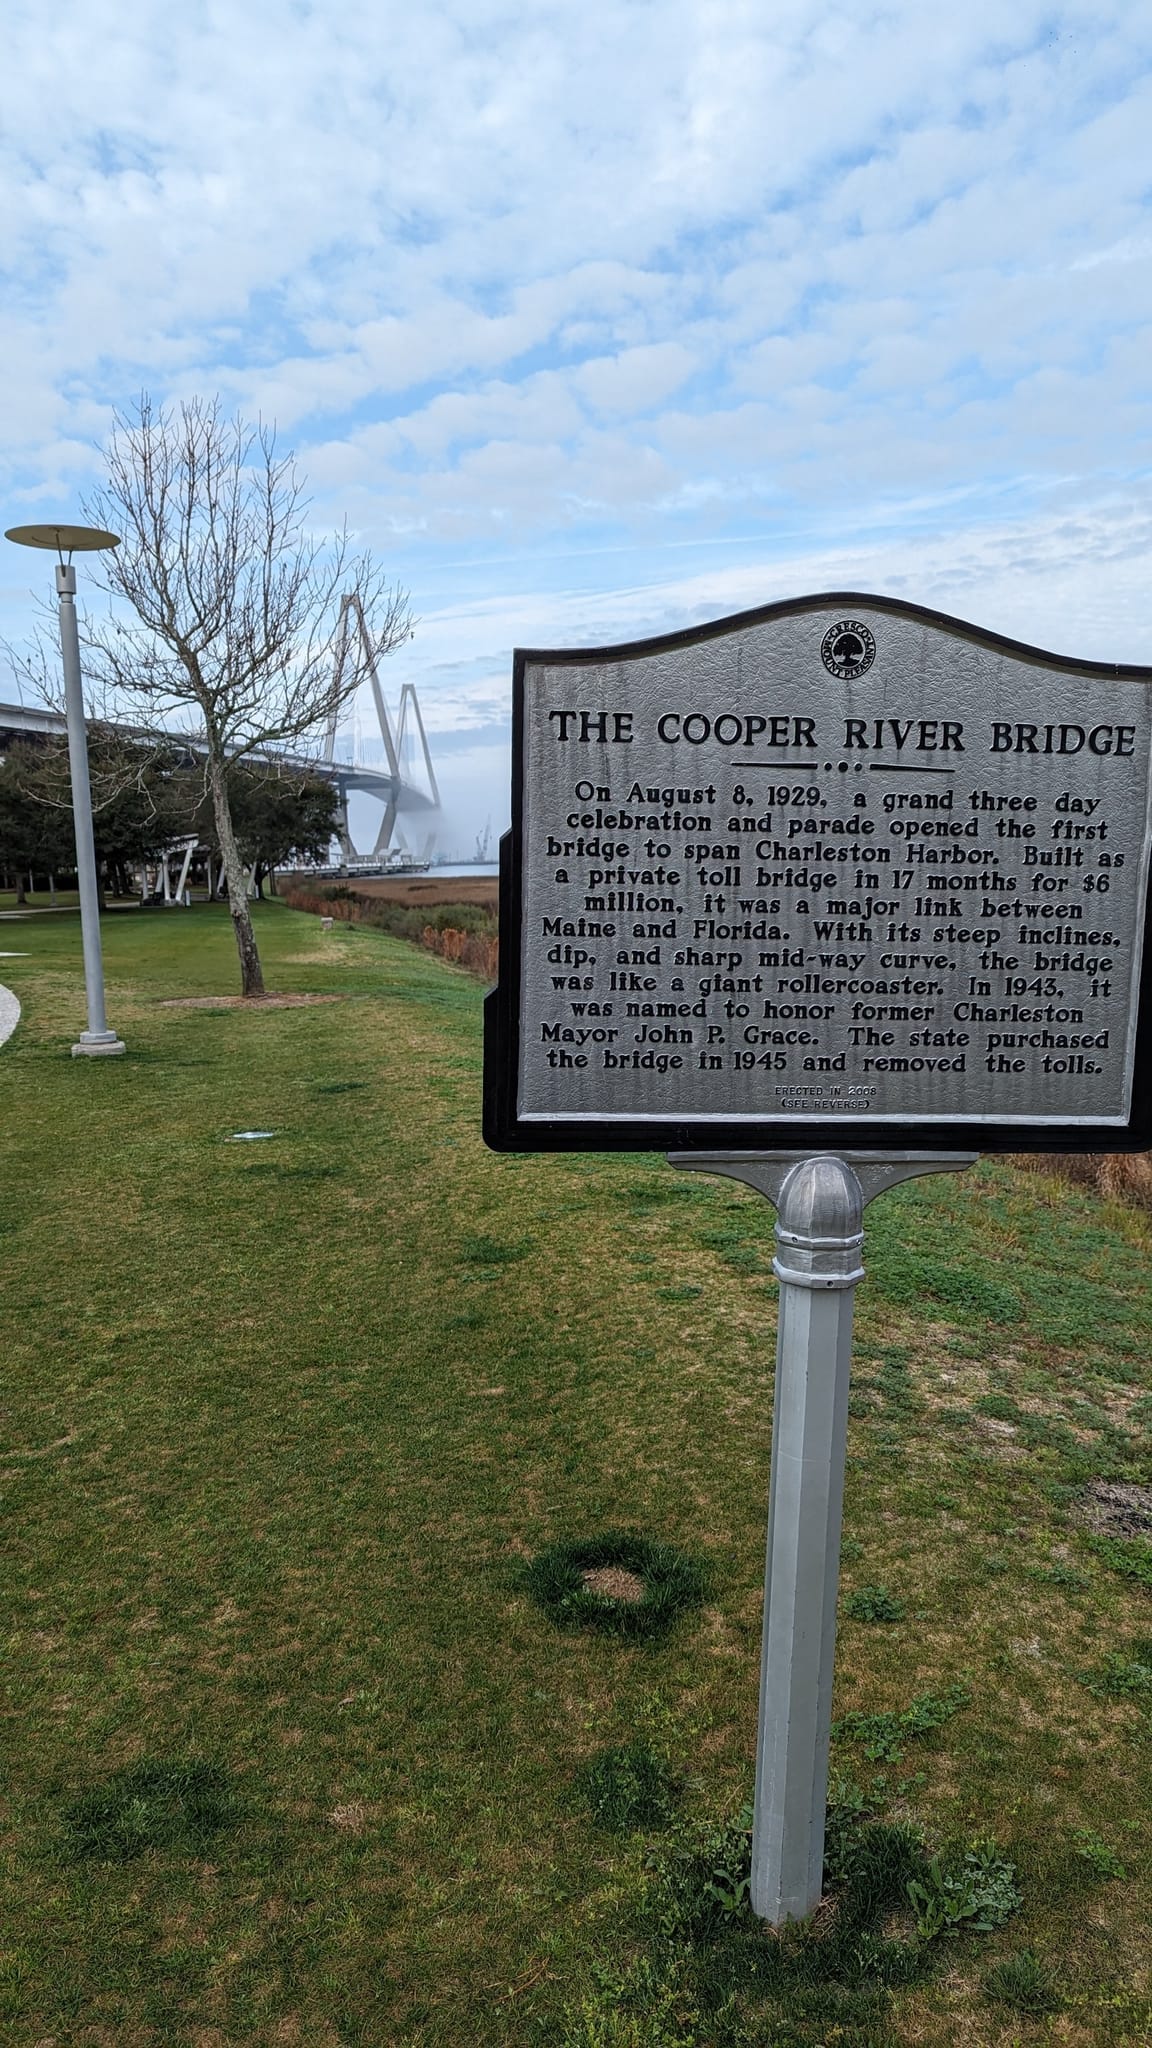 CRESCO
MOUNT PLEASANT
THE COOPER RIVER BRIDGE
On August 8, 1929, a grand three day
celebration and parade opened the first
bridge to span Charleston Harbor. Built as
a private toll bridge in 17 months for $6
million, it was a major link between
Maine and Florida. With its steep inclines,
dip, and sharp mid-way curve, the bridge
was like a giant rollercoaster. In 1943, it
was named to honor former Charleston
Mayor John P. Grace. The state purchased
the bridge in 1945 and removed the tolls.
ERECTED IN 2008
(SEE REVERSE)